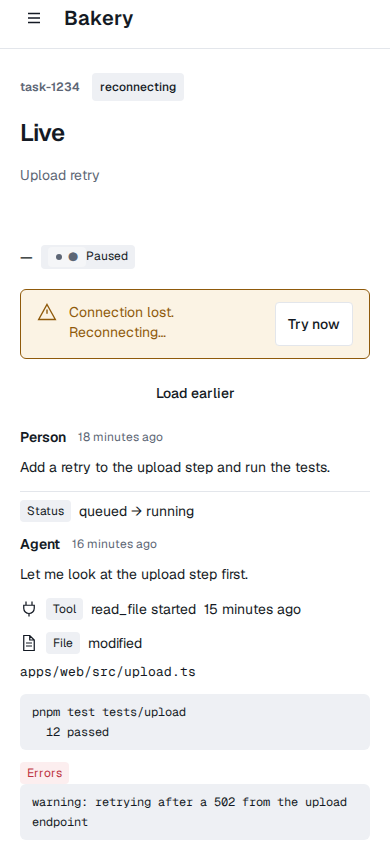 Bakery
task-1234 reconnecting
Live
Upload retry
— Paused
Connection lost.
Reconnecting…
Try now
Load earlier
Person 18 minutes ago
Add a retry to the upload step and run the tests.
Status queued → running
Agent 16 minutes ago
Let me look at the upload step first.
Tool read_file started 15 minutes ago
File modified
apps/web/src/upload.ts
pnpm test tests/upload
12 passed
Errors
warning: retrying after a 502 from the upload
endpoint